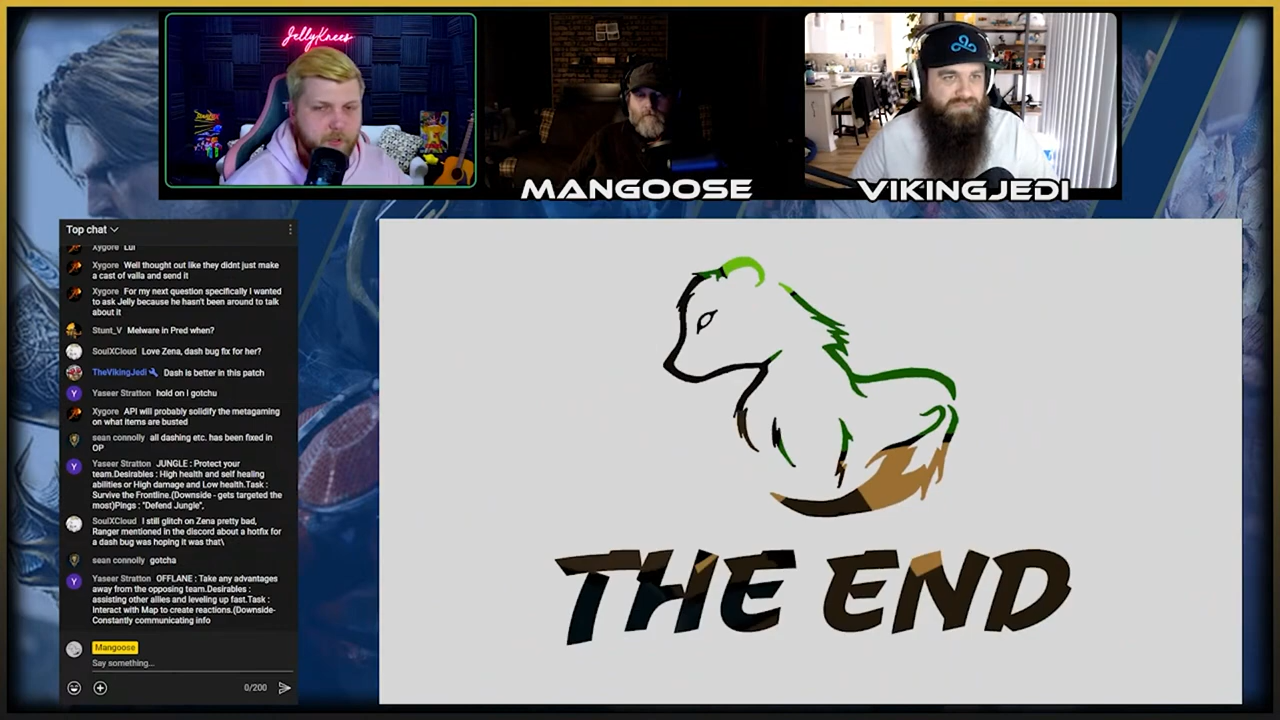 JellyKnees
MANGOOSE
VIKINGJEDI
Top chat
Xygore Lui
Xygore Well thought out like they didnt just make
a cast of valla and send it
Xygore For my next question specifically I wanted
to ask Jelly because he hasn't been around to talk
about it
Stunt_V Melware in Pred when?
SoulXCloud Love Zena, dash bug fix for her?
TheVikingJedi Dash is better in this patch
Y Yaseer Stratton hold on I gotchu
Xygore API will probably solidify the metagaming
on what items are busted
sean connolly all dashing etc. has been fixed in
OP
Y Yaseer Stratton JUNGLE : Protect your
team.Desirables : High health and self healing
abilities or High damage and Low health.Task :
Survive the Frontline.(Downside - gets targeted the
most)Pings : "Defend Jungle",
SoulXCloud I still glitch on Zena pretty bad,
Ranger mentioned in the discord about a hotfix for
a dash bug was hoping it was that\
sean connolly gotcha
Y Yaseer Stratton OFFLANE : Take any advantages
away from the opposing team.Desirables :
assisting other allies and leveling up fast.Task :
Interact with Map to create reactions.(Downside-
Constantly communicating info
Mangoose
Say something...
0/200
THE END